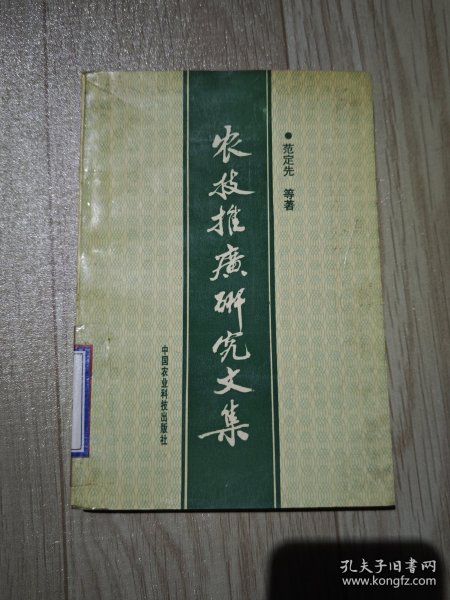 ● 范定先 等著
农技推廣研究文集
中国农业科技出版社
孔夫子旧书网
www.kongfz.com